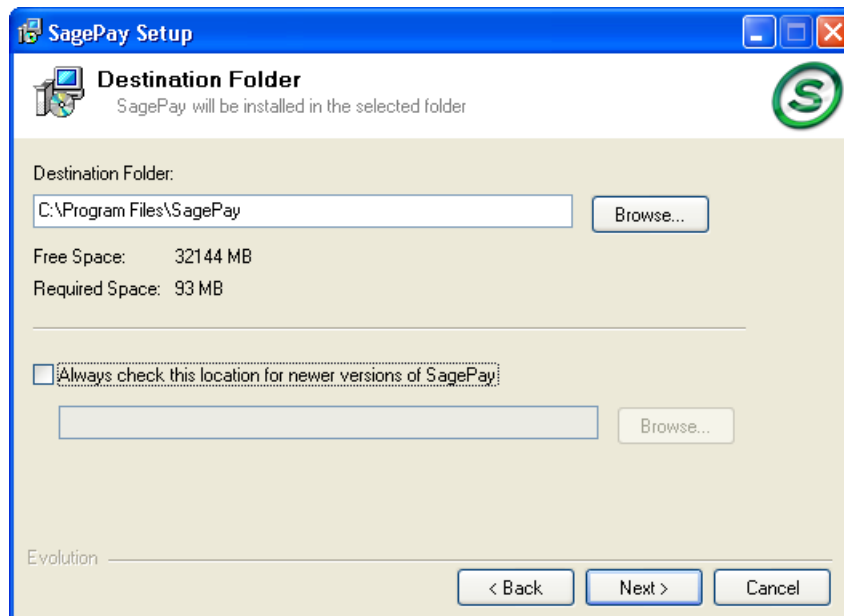 SagePay Setup
Destination Folder
SagePay will be installed in the selected folder
S
Destination Folder:
C:\Program Files\SagePay
Browse...
Free Space: 32144 MB
Required Space: 93 MB
Always check this location for newer versions of SagePay
Browse...
Evolution
< Back
Next >
Cancel